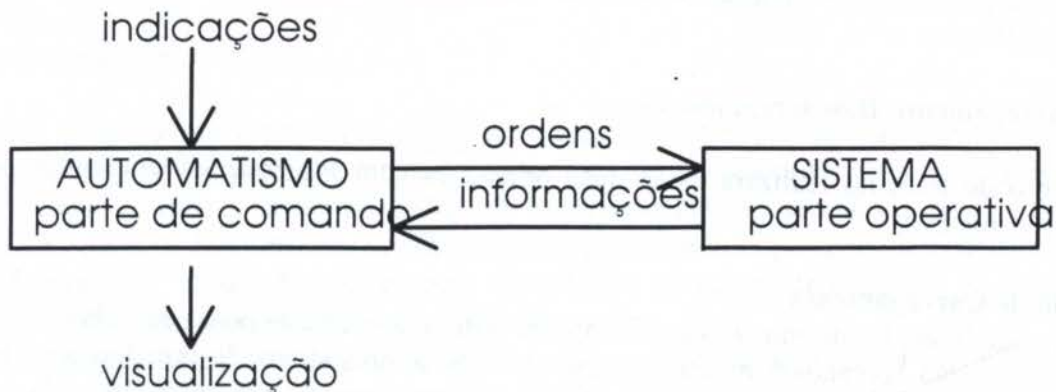 indicações
ordens
AUTOMATISMO
parte de comando
informações
SISTEMA
parte operativa
visualização